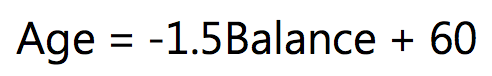 Age = -1.5Balance + 60